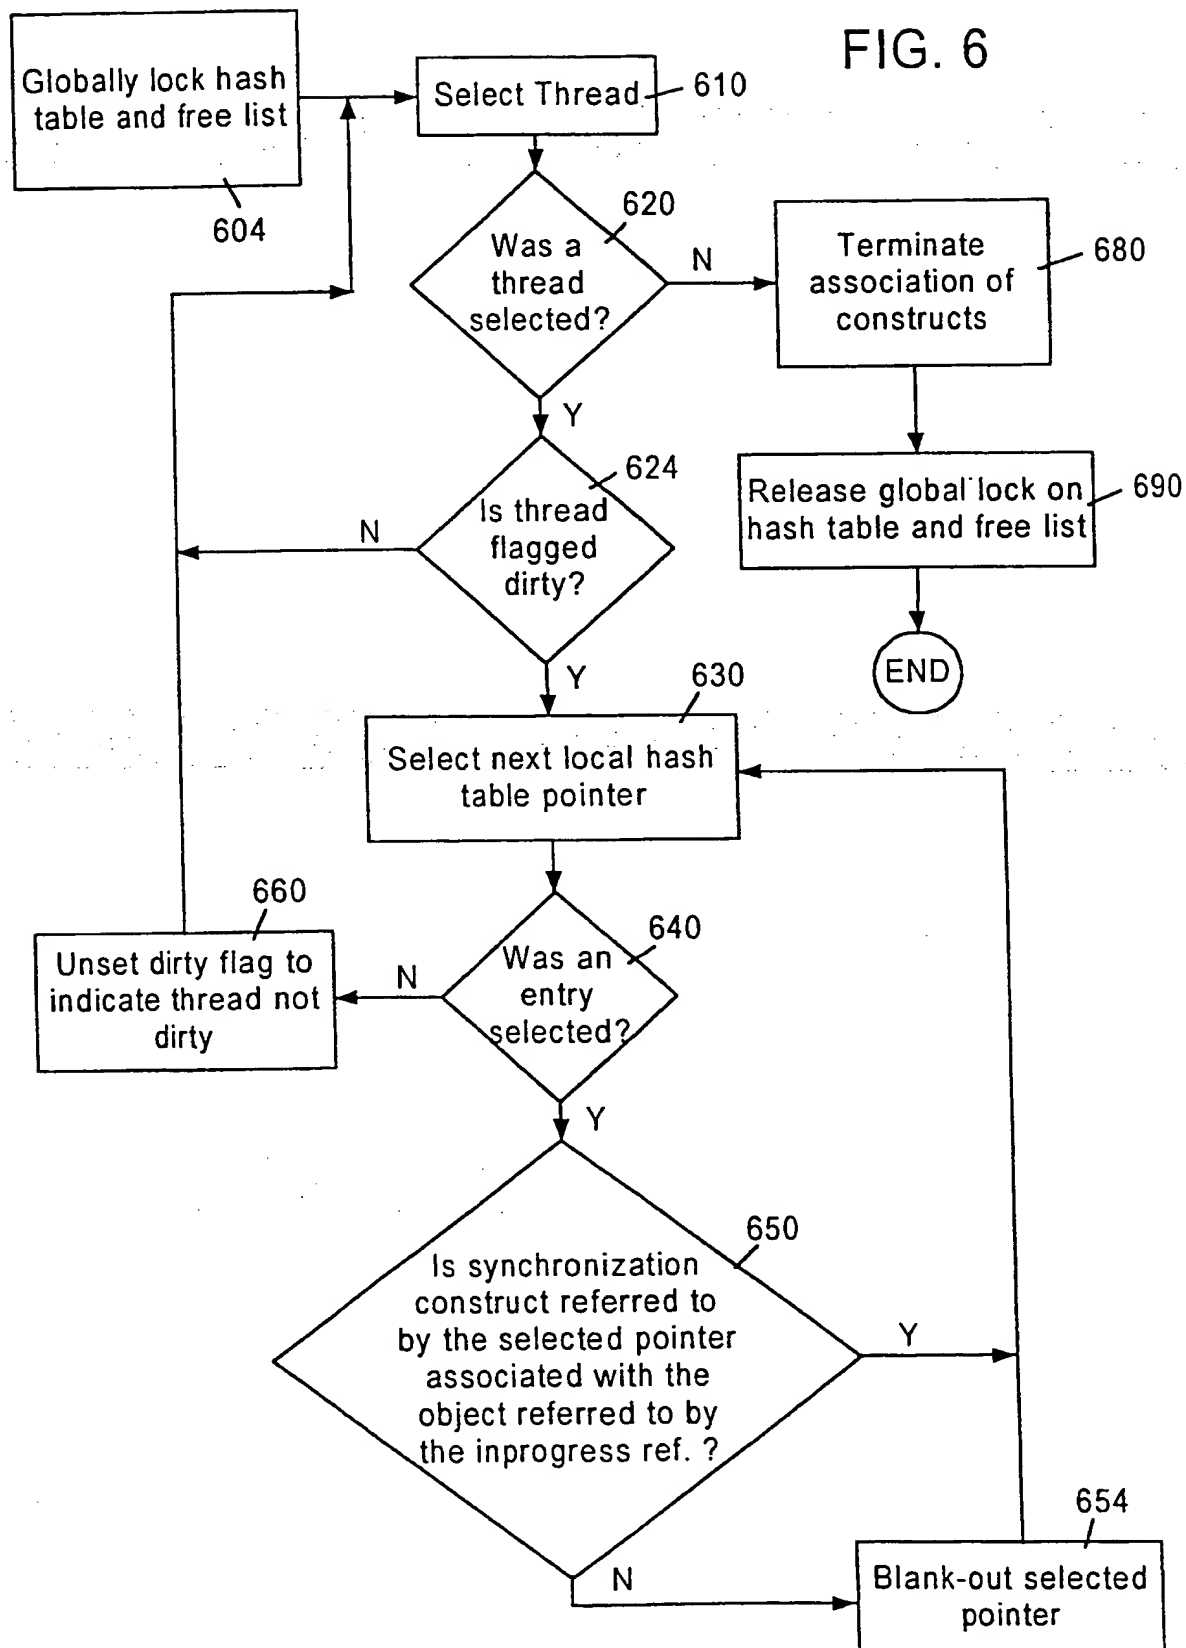 FIG. 6
Globally lock hash
table and free list
604
Select Thread
610
Was a
thread
selected?
620
N
Y
Terminate
association of
constructs
680
Release global lock on
hash table and free list
690
END
Is thread
flagged
dirty?
624
N
Y
Select next local hash
table pointer
630
Was an
entry
selected?
640
N
Y
Unset dirty flag to
indicate thread not
dirty
660
Is synchronization
construct referred to
by the selected pointer
associated with the
object referred to by
the inprogress ref. ?
650
Y
N
Blank-out selected
pointer
654